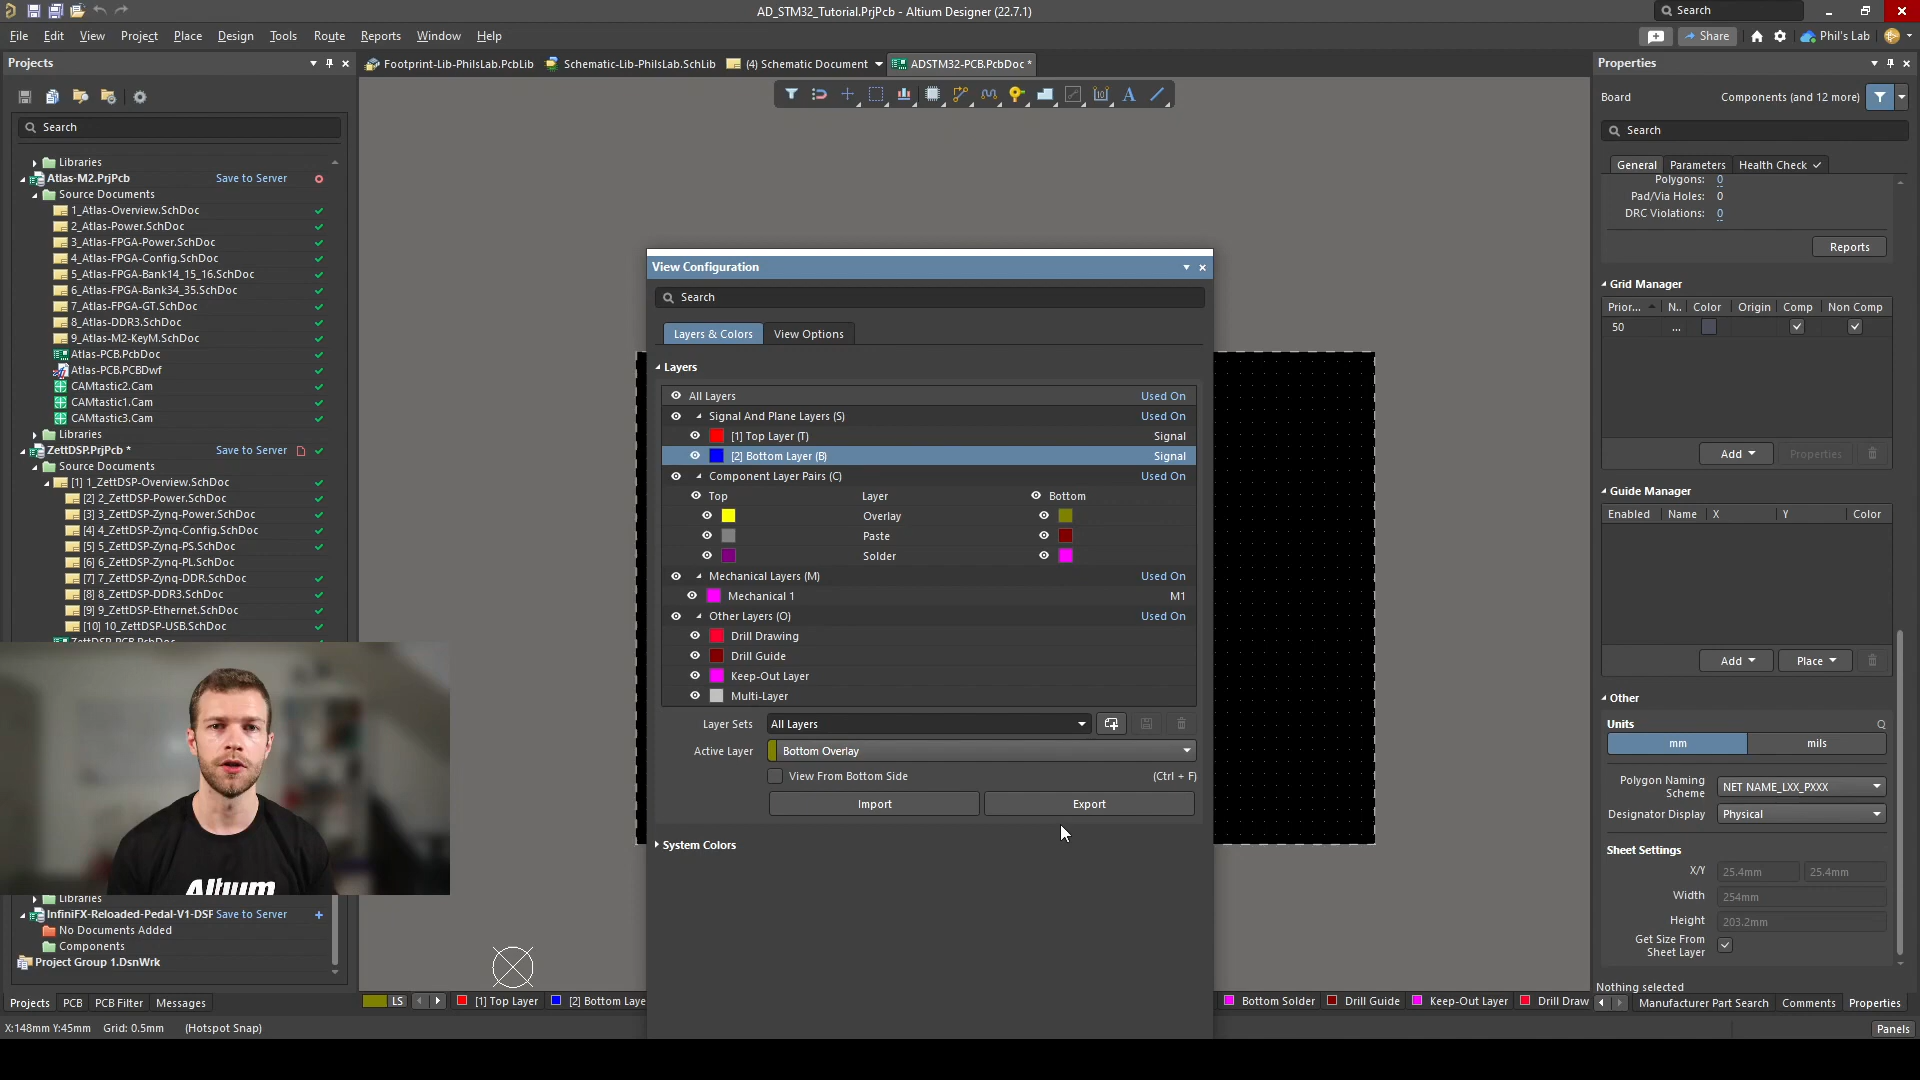 AD_STM32_Tutorial.PrjPcb - Altium Designer (22.7.1)
Search
File Edit View Project Place Design Tools Route Reports Window Help
Share
Phil's Lab
Projects
Search
Libraries
Atlas-M2.PrjPcb Save to Server
Source Documents
1_Atlas-Overview.SchDoc
2_Atlas-Power.SchDoc
3_Atlas-FPGA-Power.SchDoc
4_Atlas-FPGA-Config.SchDoc
5_Atlas-FPGA-Bank14_15_16.SchDoc
6_Atlas-FPGA-Bank34_35.SchDoc
7_Atlas-FPGA-GT.SchDoc
8_Atlas-DDR3.SchDoc
9_Atlas-M2-KeyM.SchDoc
Atlas-PCB.PcbDoc
Atlas-PCB.PCBDwf
CAMtastic2.Cam
CAMtastic1.Cam
CAMtastic3.Cam
Libraries
ZettDSP.PrjPcb * Save to Server
Source Documents
[1] 1_ZettDSP-Overview.SchDoc
[2] 2_ZettDSP-Power.SchDoc
[3] 3_ZettDSP-Zynq-Power.SchDoc
[4] 4_ZettDSP-Zynq-Config.SchDoc
[5] 5_ZettDSP-Zynq-PS.SchDoc
[6] 6_ZettDSP-Zynq-PL.SchDoc
[7] 7_ZettDSP-Zynq-DDR.SchDoc
[8] 8_ZettDSP-DDR3.SchDoc
[9] 9_ZettDSP-Ethernet.SchDoc
[10] 10_ZettDSP-USB.SchDoc
ZettDSP-PCB.PcbDoc
Altium
Libraries
InfiniFX-Reloaded-Pedal-V1-DSF Save to Server
No Documents Added
Components
Project Group 1.DsnWrk
Projects PCB PCB Filter Messages
X:148mm Y:45mm Grid: 0.5mm (Hotspot Snap)
Footprint-Lib-PhilsLab.PcbLib
Schematic-Lib-PhilsLab.SchLib
(4) Schematic Document
ADSTM32-PCB.PcbDoc *
View Configuration
Search
Layers & Colors View Options
Layers
All Layers Used On
Signal And Plane Layers (S) Used On
[1] Top Layer (T) Signal
[2] Bottom Layer (B) Signal
Component Layer Pairs (C) Used On
Top Layer Bottom
Overlay
Paste
Solder
Mechanical Layers (M) Used On
Mechanical 1 M1
Other Layers (O) Used On
Drill Drawing
Drill Guide
Keep-Out Layer
Multi-Layer
Layer Sets All Layers
Active Layer Bottom Overlay
View From Bottom Side (Ctrl + F)
Import Export
System Colors
LS [1] Top Layer [2] Bottom Laye
Bottom Solder Drill Guide Keep-Out Layer Drill Draw
Properties
Board Components (and 12 more)
Search
General Parameters Health Check
Polygons: 0
Pad/Via Holes: 0
DRC Violations: 0
Reports
Grid Manager
Prior... N.. Color Origin Comp Non Comp
50 ...
Add Properties
Guide Manager
Enabled Name X Y Color
Add Place
Other
Units
mm mils
Polygon Naming
Scheme
NET NAME_LXX_PXXX
Designator Display Physical
Sheet Settings
X/Y 25.4mm 25.4mm
Width 254mm
Height 203.2mm
Get Size From
Sheet Layer
Nothing selected
Manufacturer Part Search Comments Properties
Panels